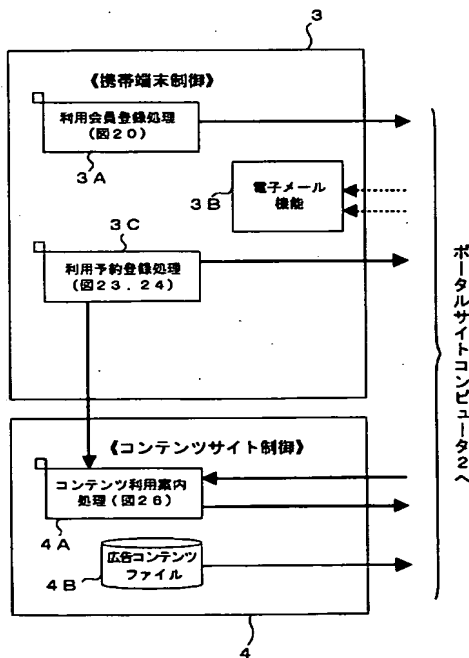 3
《携帯端末制御》
利用会員登録処理
(図20)
3A
電子メール
機能
3B
3C
利用予約登録処理
(図23.24)
ポータルサイトコンピュータ2へ
《コンテンツサイト制御》
コンテンツ利用案内
処理(図26)
4A
広告コンテンツ
ファイル
4B
4